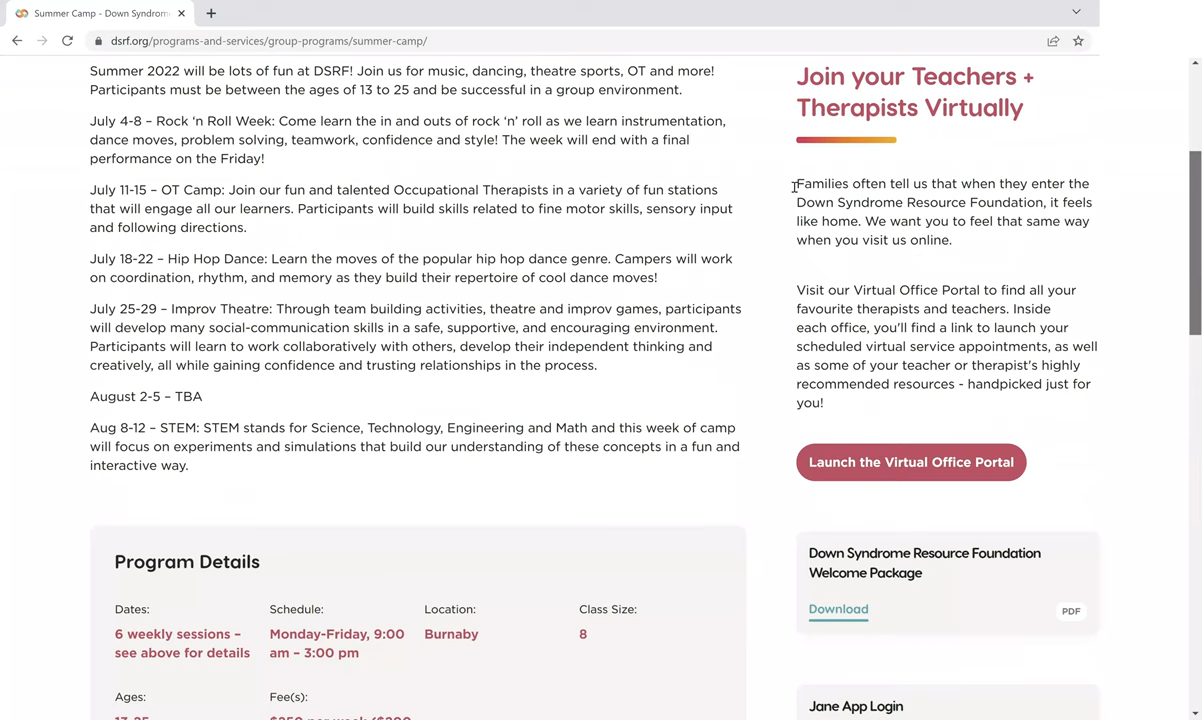 Summer Camp - Down Syndrom
dsrf.org/programs-and-services/group-programs/summer-camp/
Summer 2022 will be lots of fun at DSRF! Join us for music, dancing, theatre sports, OT and more!
Participants must be between the ages of 13 to 25 and be successful in a group environment.
July 4-8 – Rock ‘n Roll Week: Come learn the in and outs of rock ‘n’ roll as we learn instrumentation,
dance moves, problem solving, teamwork, confidence and style! The week will end with a final
performance on the Friday!
July 11-15 – OT Camp: Join our fun and talented Occupational Therapists in a variety of fun stations
that will engage all our learners. Participants will build skills related to fine motor skills, sensory input
and following directions.
July 18-22 – Hip Hop Dance: Learn the moves of the popular hip hop dance genre. Campers will work
on coordination, rhythm, and memory as they build their repertoire of cool dance moves!
July 25-29 – Improv Theatre: Through team building activities, theatre and improv games, participants
will develop many social-communication skills in a safe, supportive, and encouraging environment.
Participants will learn to work collaboratively with others, develop their independent thinking and
creatively, all while gaining confidence and trusting relationships in the process.
August 2-5 – TBA
Aug 8-12 – STEM: STEM stands for Science, Technology, Engineering and Math and this week of camp
will focus on experiments and simulations that build our understanding of these concepts in a fun and
interactive way.
Program Details
Dates: Schedule: Location: Class Size:
6 weekly sessions – Monday-Friday, 9:00 Burnaby 8
see above for details am – 3:00 pm
Ages: Fee(s):
13-25 $250 per week ($200
Join your Teachers +
Therapists Virtually
Families often tell us that when they enter the
Down Syndrome Resource Foundation, it feels
like home. We want you to feel that same way
when you visit us online.
Visit our Virtual Office Portal to find all your
favourite therapists and teachers. Inside
each office, you'll find a link to launch your
scheduled virtual service appointments, as well
as some of your teacher or therapist's highly
recommended resources - handpicked just for
you!
Launch the Virtual Office Portal
Down Syndrome Resource Foundation
Welcome Package
Download PDF
Jane App Login